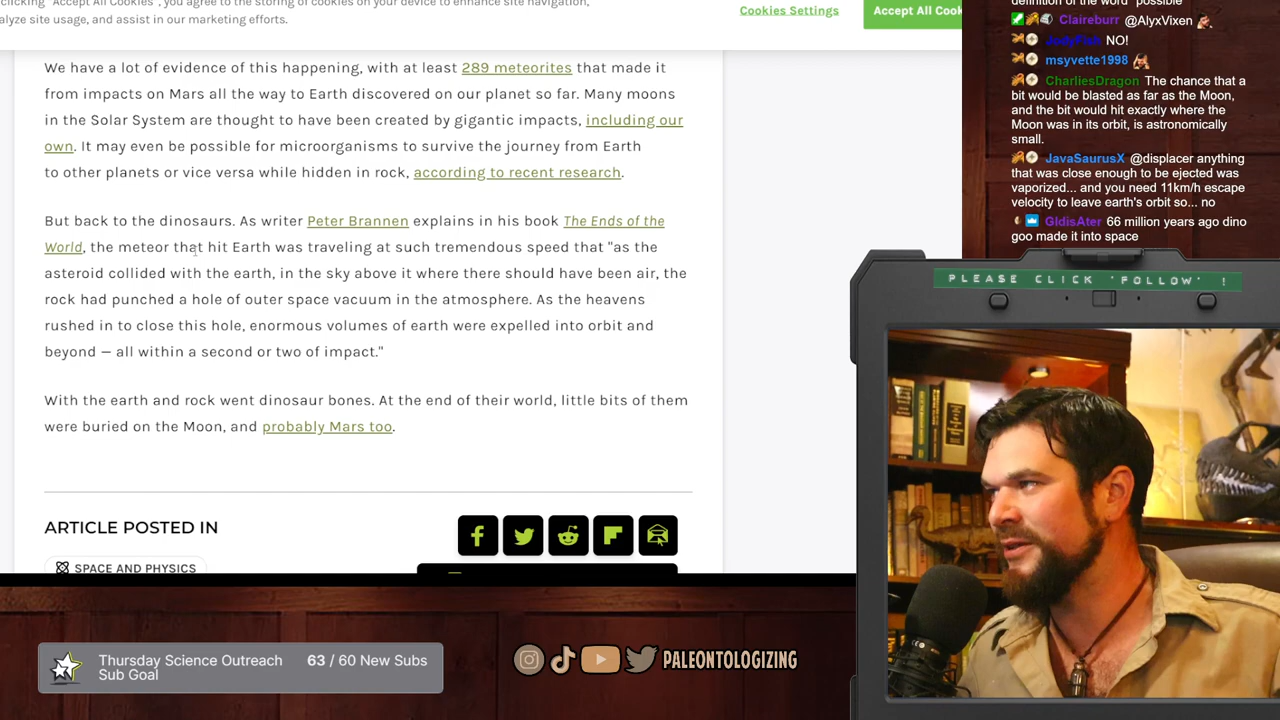 clicking "Accept All Cookies", you agree to the storing of cookies on your device to enhance site navigation,
alyze site usage, and assist in our marketing efforts.
Cookies Settings
Accept All Cook
We have a lot of evidence of this happening, with at least 289 meteorites that made it
from impacts on Mars all the way to Earth found on our planet so far. Many moons
in the Solar System are thought to have been created by gigantic impacts, including our
own. It may even be possible for microorganisms to survive the journey from Earth
to other planets or vice versa while hidden in rock, according to recent research.
But back to the dinosaurs. As writer Peter Brannen explains in his book The Ends of the
World, the meteor that hit Earth was traveling at such tremendous speed that "as the
asteroid collided with the earth, in the sky above it where there should have been air, the
rock had punched a hole of outer space vacuum in the atmosphere. As the heavens
rushed in to close this hole, enormous volumes of earth were expelled into orbit and
beyond — all within a second or two of impact."
With the earth and rock went dinosaur bones. At the end of their world, little bits of them
were buried on the Moon, and probably Mars too.
ARTICLE POSTED IN
SPACE AND PHYSICS
definition of the word "possible"
Claireburr @AlyxVixen
JodyFish NO!
msyvette1998
CharliesDragon The chance that a
bit would be blasted as far as the Moon,
and the bit would hit exactly where the
Moon was in its orbit, is astronomically
small.
JavaSaurusX @displacer anything
that was close enough to be ejected was
vaporized... and you need 11km/h escape
velocity to leave earth's orbit so... no
GldisAter 66 million years ago dino
goo made it into space
PLEASE CLICK 'FOLLOW' !
Thursday Science Outreach
Sub Goal
63 / 60 New Subs
PALEONTOLOGIZING